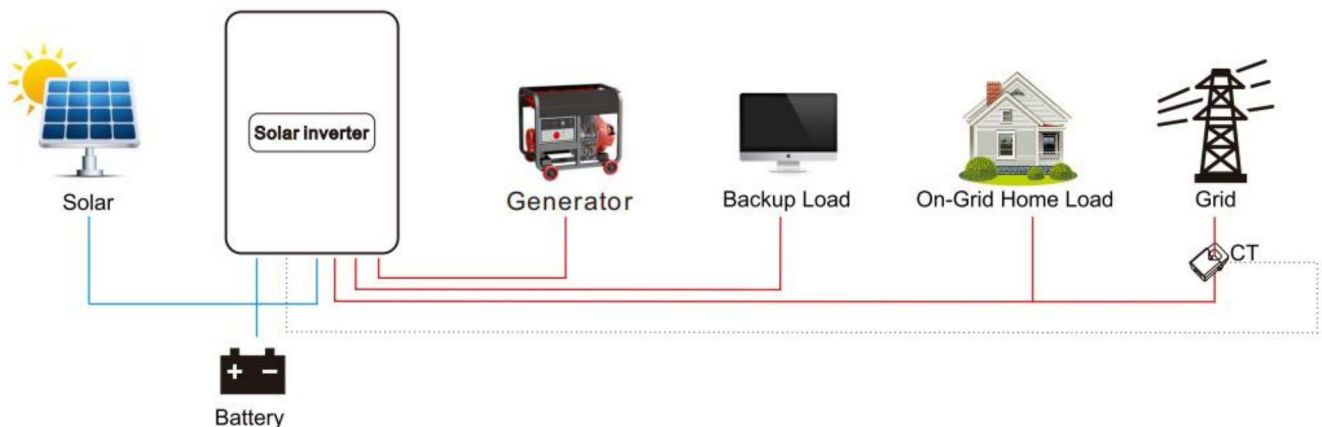 Solar inverter
Solar
Generator
Backup Load
On-Grid Home Load
Grid
CT
Battery